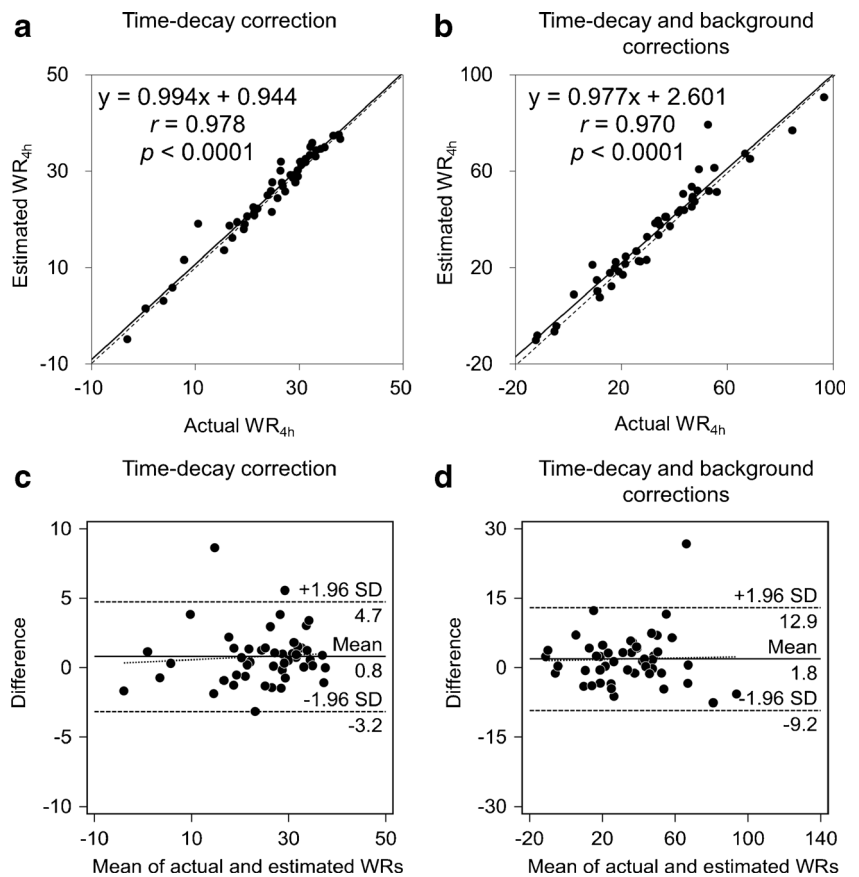 a
Time-decay correction
50
30
10
-10
y = 0.994x + 0.944
r = 0.978
p < 0.0001
Estimated WR4h
-10
10
30
50
Actual WR4h
b
Time-decay and background
corrections
100
60
20
-20
y = 0.977x + 2.601
r = 0.970
p < 0.0001
Estimated WR4h
-20
20
60
100
Actual WR4h
c
Time-decay correction
10
5
0
-5
-10
Difference
+1.96 SD
4.7
Mean
0.8
-1.96 SD
-3.2
-10
10
30
50
Mean of actual and estimated WRs
d
Time-decay and background
corrections
30
15
0
-15
-30
Difference
+1.96 SD
12.9
Mean
1.8
-1.96 SD
-9.2
-20
20
60
100
140
Mean of actual and estimated WRs